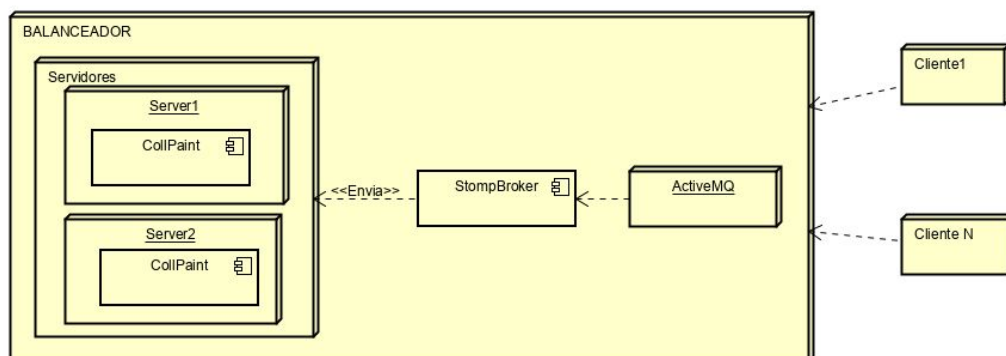 BALANCEADOR
Servidores
Server1
CollPaint
Server2
CollPaint
<<Envia>>
StompBroker
ActiveMQ
Cliente1
Cliente N